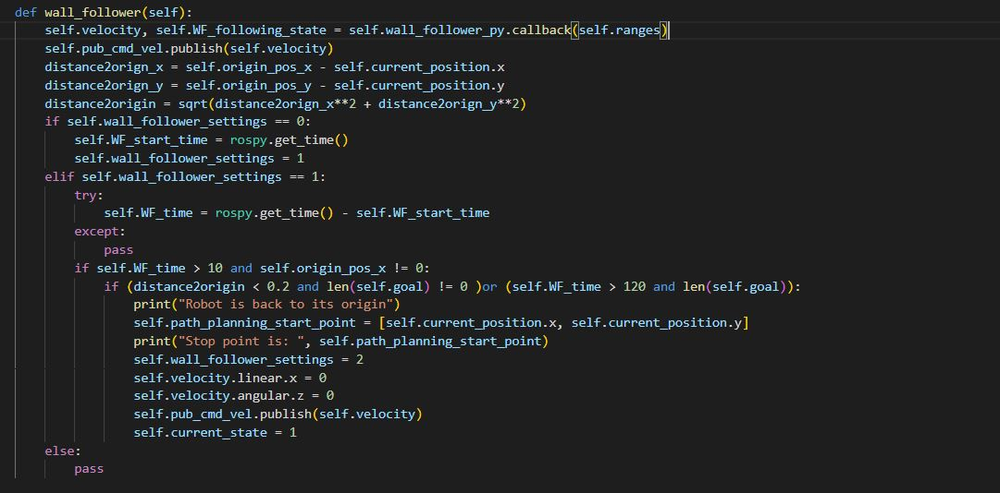 def wall_follower(self):
    self.velocity, self.WF_following_state = self.wall_follower_py.callback(self.ranges)
    self.pub_cmd_vel.publish(self.velocity)
    distance2orign_x = self.origin_pos_x - self.current_position.x
    distance2orign_y = self.origin_pos_y - self.current_position.y
    distance2origin = sqrt(distance2orign_x**2 + distance2orign_y**2)
    if self.wall_follower_settings == 0:
        self.WF_start_time = rospy.get_time()
        self.wall_follower_settings = 1
    elif self.wall_follower_settings == 1:
        try:
            self.WF_time = rospy.get_time() - self.WF_start_time
        except:
            pass
        if self.WF_time > 10 and self.origin_pos_x != 0:
            if (distance2origin < 0.2 and len(self.goal) != 0 )or (self.WF_time > 120 and len(self.goal)):
                print("Robot is back to its origin")
                self.path_planning_start_point = [self.current_position.x, self.current_position.y]
                print("Stop point is: ", self.path_planning_start_point)
                self.wall_follower_settings = 2
                self.velocity.linear.x = 0
                self.velocity.angular.z = 0
                self.pub_cmd_vel.publish(self.velocity)
                self.current_state = 1
    else:
        pass